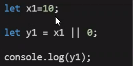 let x1=10;
let y1 = x1 || 0;
console.log(y1);